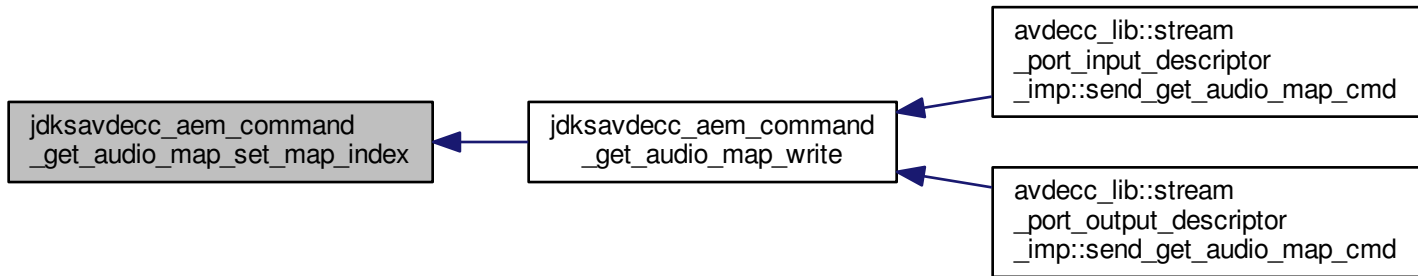 jdksavdecc_aem_command
_get_audio_map_set_map_index
jdksavdecc_aem_command
_get_audio_map_write
avdecc_lib::stream
_port_input_descriptor
_imp::send_get_audio_map_cmd
avdecc_lib::stream
_port_output_descriptor
_imp::send_get_audio_map_cmd